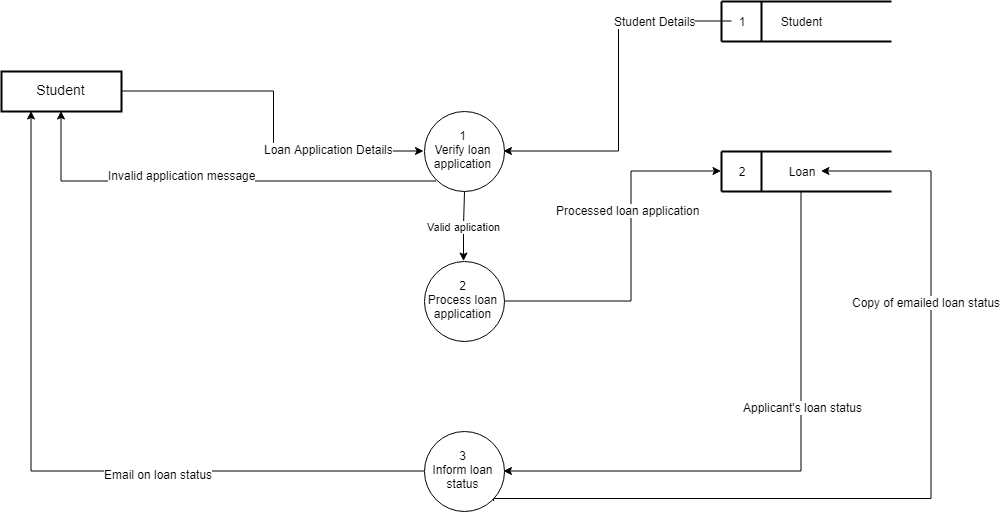 Student Details
1
Student
Student
1
Verify loan
application
Loan Application Details
Invalid application message
2
Loan
Processed loan application
Valid aplication
2
Process loan
application
Copy of emailed loan status
Applicant's loan status
3
Inform loan
status
Email on loan status